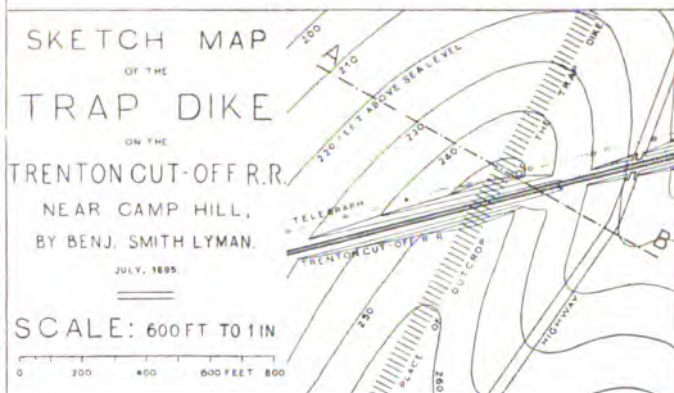 SKETCH MAP
OF THE
TRAP DIKE
ON THE
TRENTON CUT-OFF R.R.
NEAR CAMP HILL,
BY BENJ. SMITH LYMAN.
JULY, 1895.
SCALE: 600 FT TO 1 IN
0 200 400 600 FEET 800
200
A
210
220 FEET ABOVE SEA LEVEL
230
240
THE TRAP DIKE
TELEGRAPH
TRENTON CUT-OFF R.R.
B
250
PLACE OF OUTCROP
260
HIGHWAY